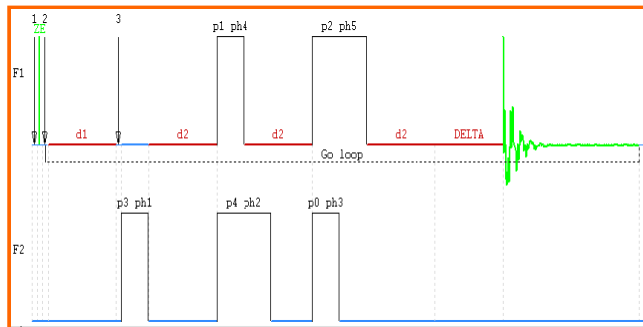 1 2 3 p1 ph4 p2 ph5
ZE
F1
d1 d2 d2 d2 DELTA
Go loop
p3 ph1 p4 ph2 p0 ph3
F2